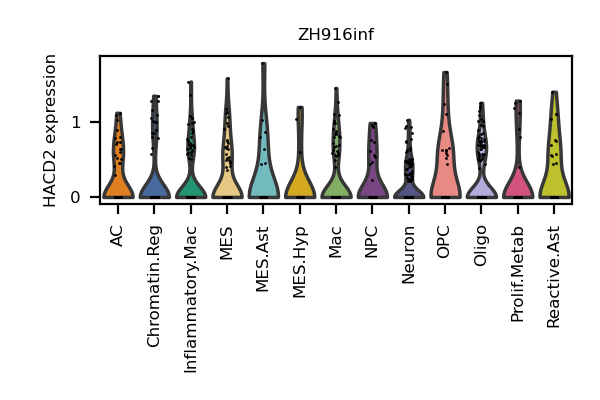 ZH916inf
HACD2 expression
1
0
AC
Chromatin.Reg
Inflammatory.Mac
MES
MES.Ast
MES.Hyp
Mac
NPC
Neuron
OPC
Oligo
Prolif.Metab
Reactive.Ast